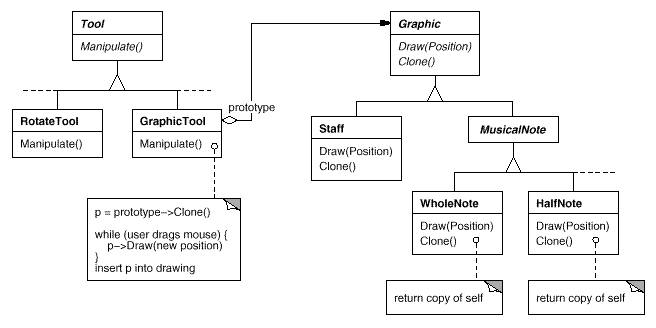 Tool
Manipulate()
Graphic
Draw(Position)
Clone()
prototype
RotateTool
Manipulate()
GraphicTool
Manipulate()
Staff
Draw(Position)
Clone()
MusicalNote
p = prototype–>Clone()
while (user drags mouse) {
p–>Draw(new position)
}
insert p into drawing
WholeNote
Draw(Position)
Clone()
HalfNote
Draw(Position)
Clone()
return copy of self
return copy of self